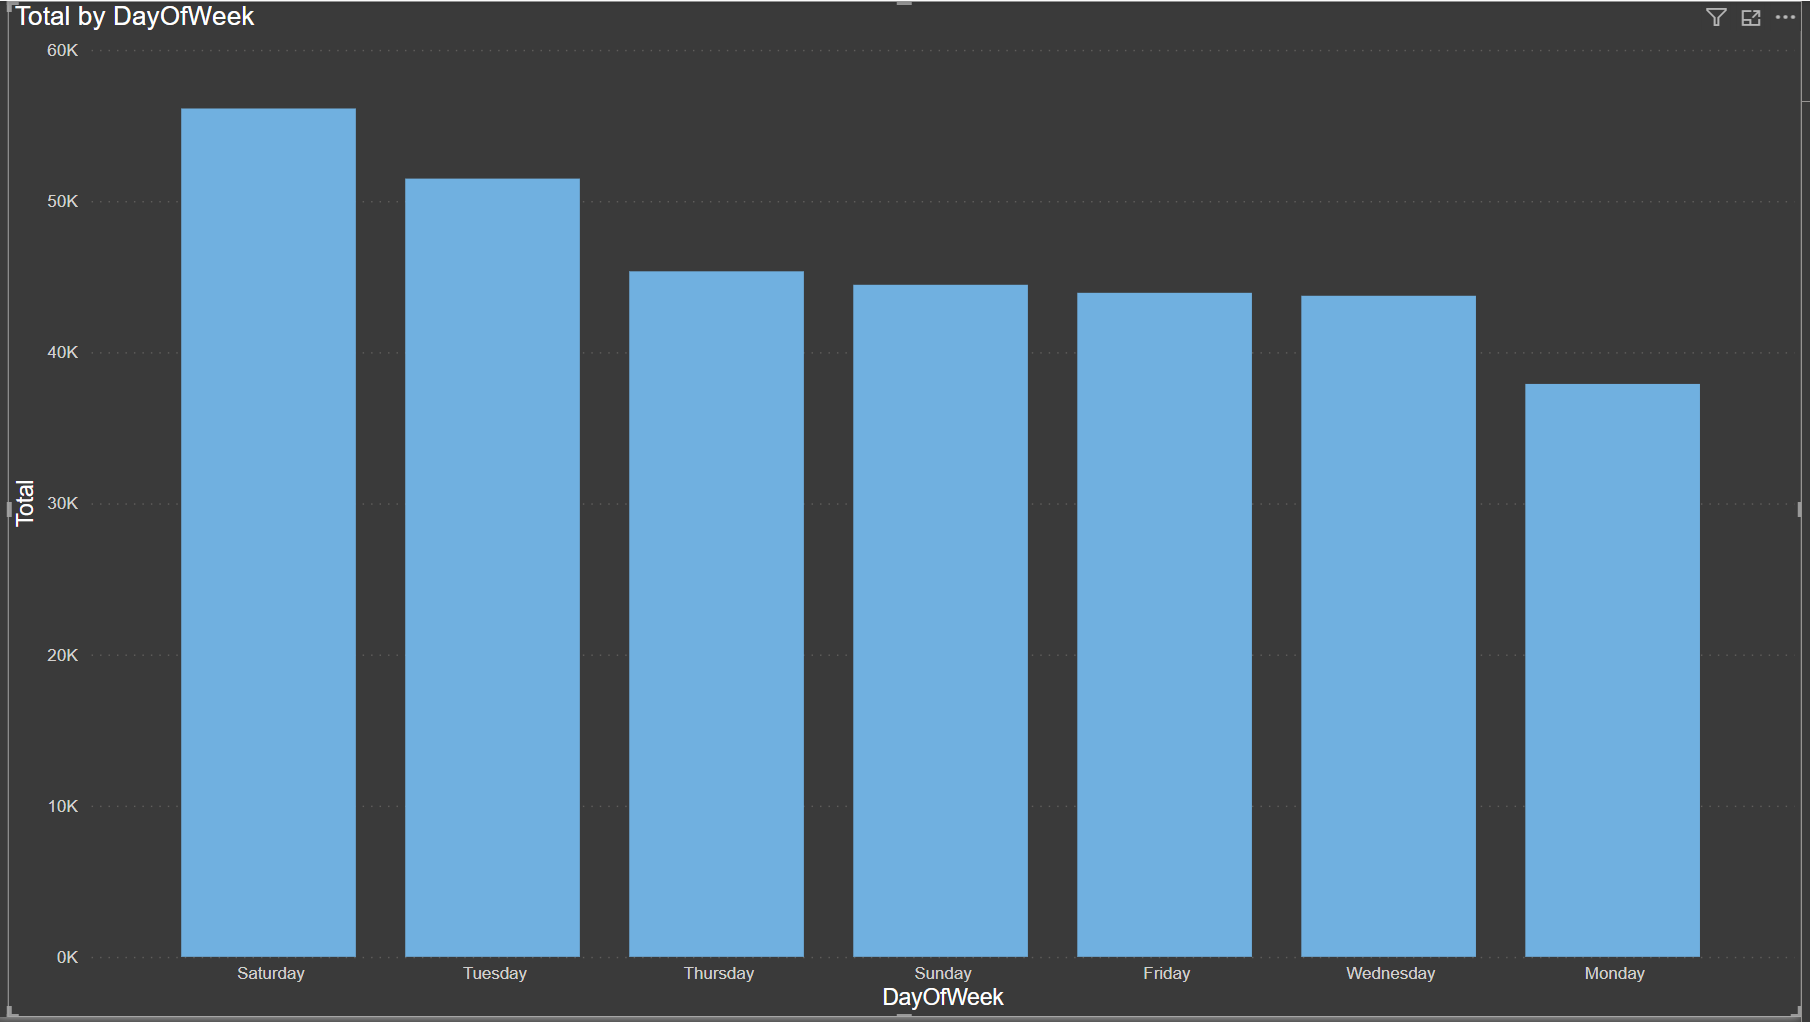 Total by DayOfWeek
60K
50K
40K
30K
20K
10K
0K
Total
Saturday Tuesday Thursday Sunday Friday Wednesday Monday
DayOfWeek